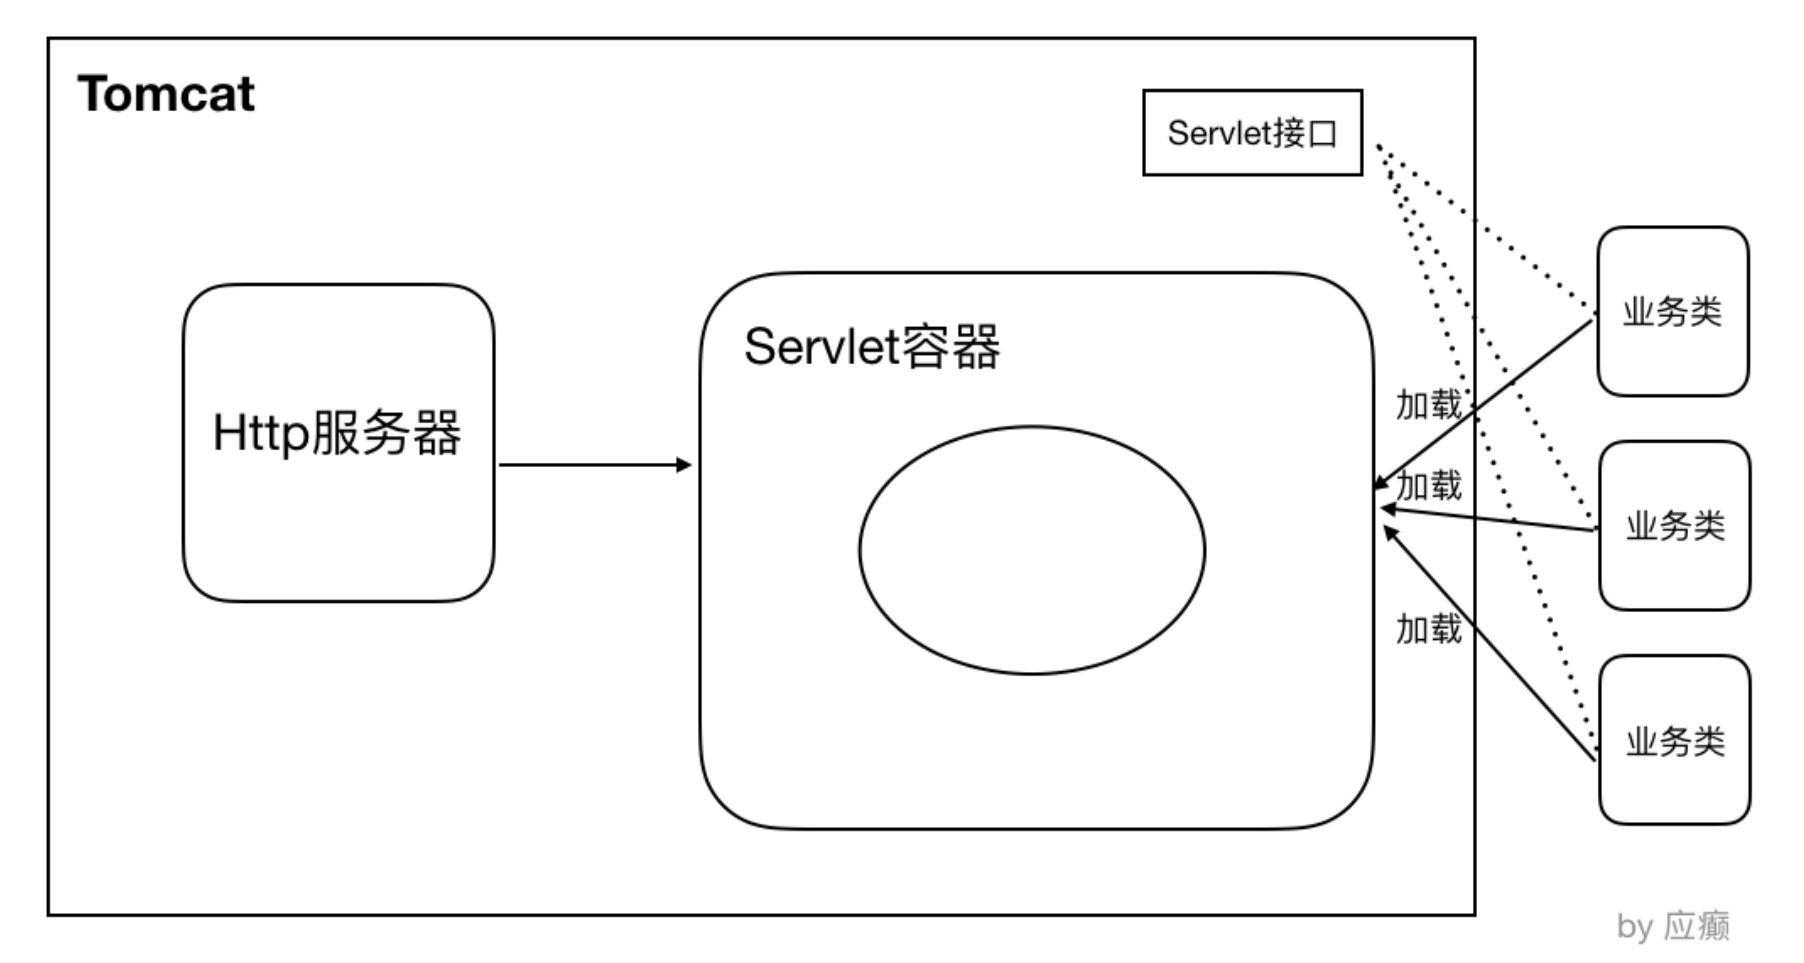 Tomcat
Servlet接口
Http服务器
Servlet容器
加载
加载
加载
业务类
业务类
业务类
by 应癫